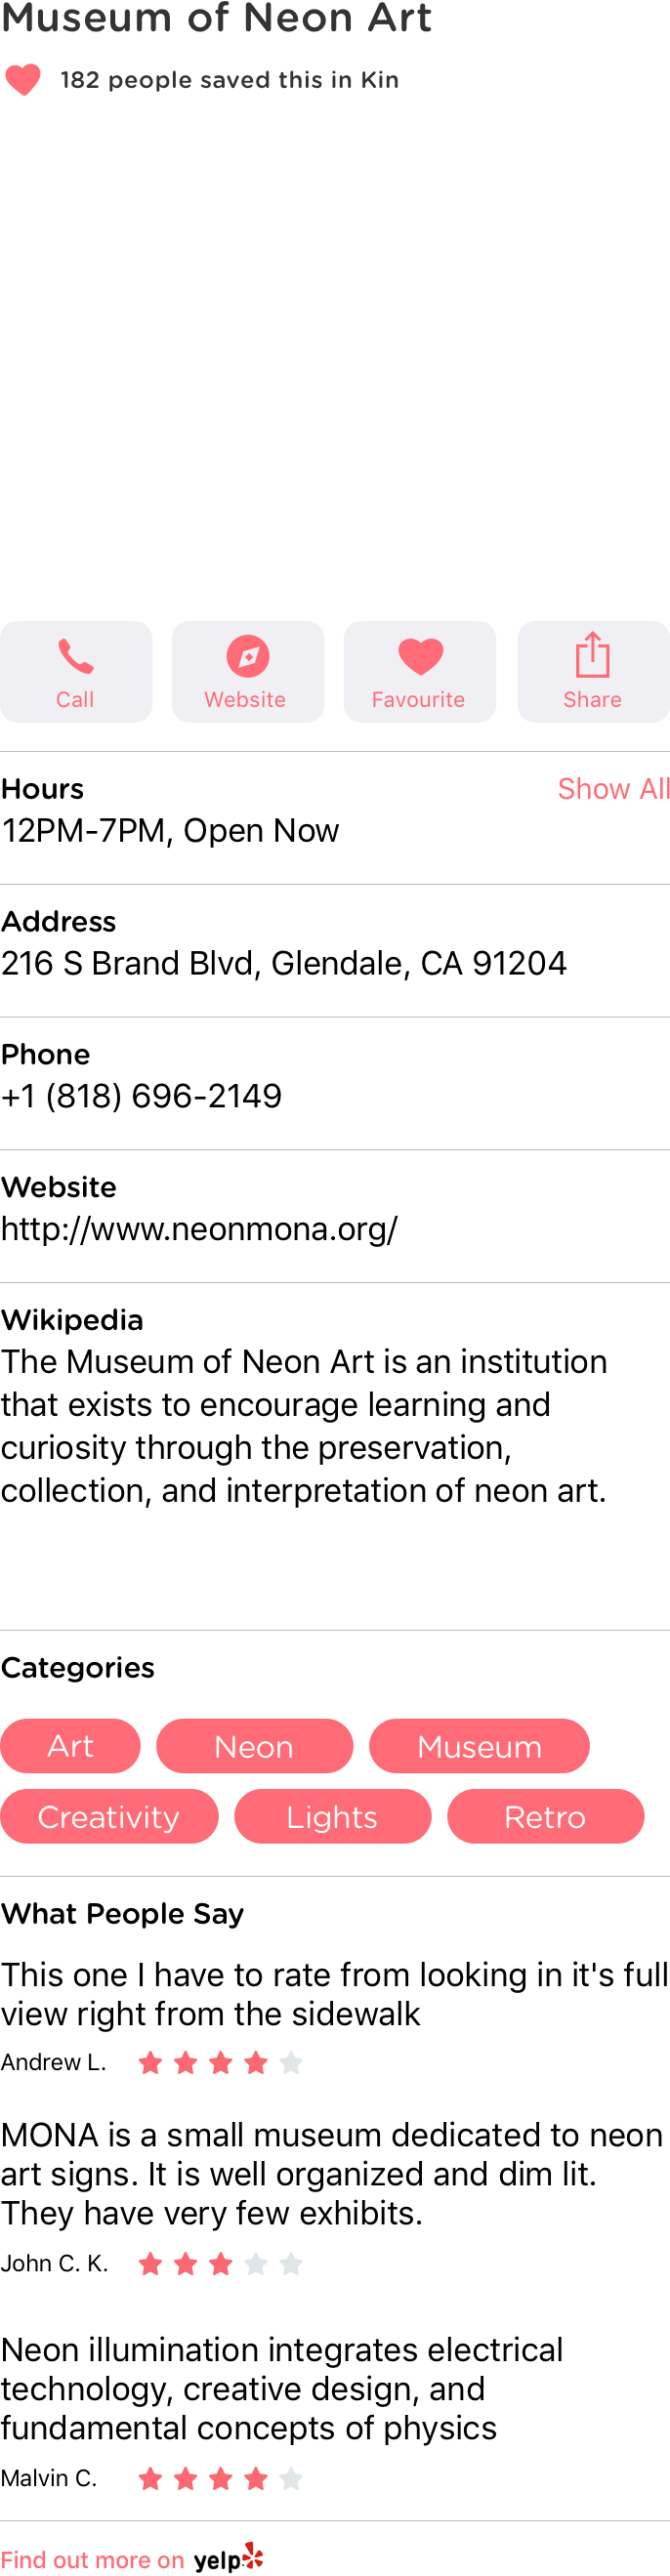 Museum of Neon Art
182 people saved this in Kin
Call
Website
Favourite
Share
Hours
Show All
12PM-7PM, Open Now
Address
216 S Brand Blvd, Glendale, CA 91204
Phone
+1 (818) 696-2149
Website
http://www.neonmona.org/
Wikipedia
The Museum of Neon Art is an institution
that exists to encourage learning and
curiosity through the preservation,
collection, and interpretation of neon art.
Categories
Art
Neon
Museum
Creativity
Lights
Retro
What People Say
This one I have to rate from looking in it's full
view right from the sidewalk
Andrew L.
MONA is a small museum dedicated to neon
art signs. It is well organized and dim lit.
They have very few exhibits.
John C. K.
Neon illumination integrates electrical
technology, creative design, and
fundamental concepts of physics
Malvin C.
Find out more on yelp